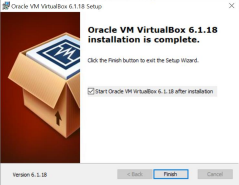 Oracle VM VirtualBox 6.1.18 Setup
Oracle VM VirtualBox 6.1.18
installation is complete.
Click the Finish button to exit the Setup Wizard.
Start Oracle VM VirtualBox 6.1.18 after installation
Version 6.1.18
< Back
Finish
Cancel